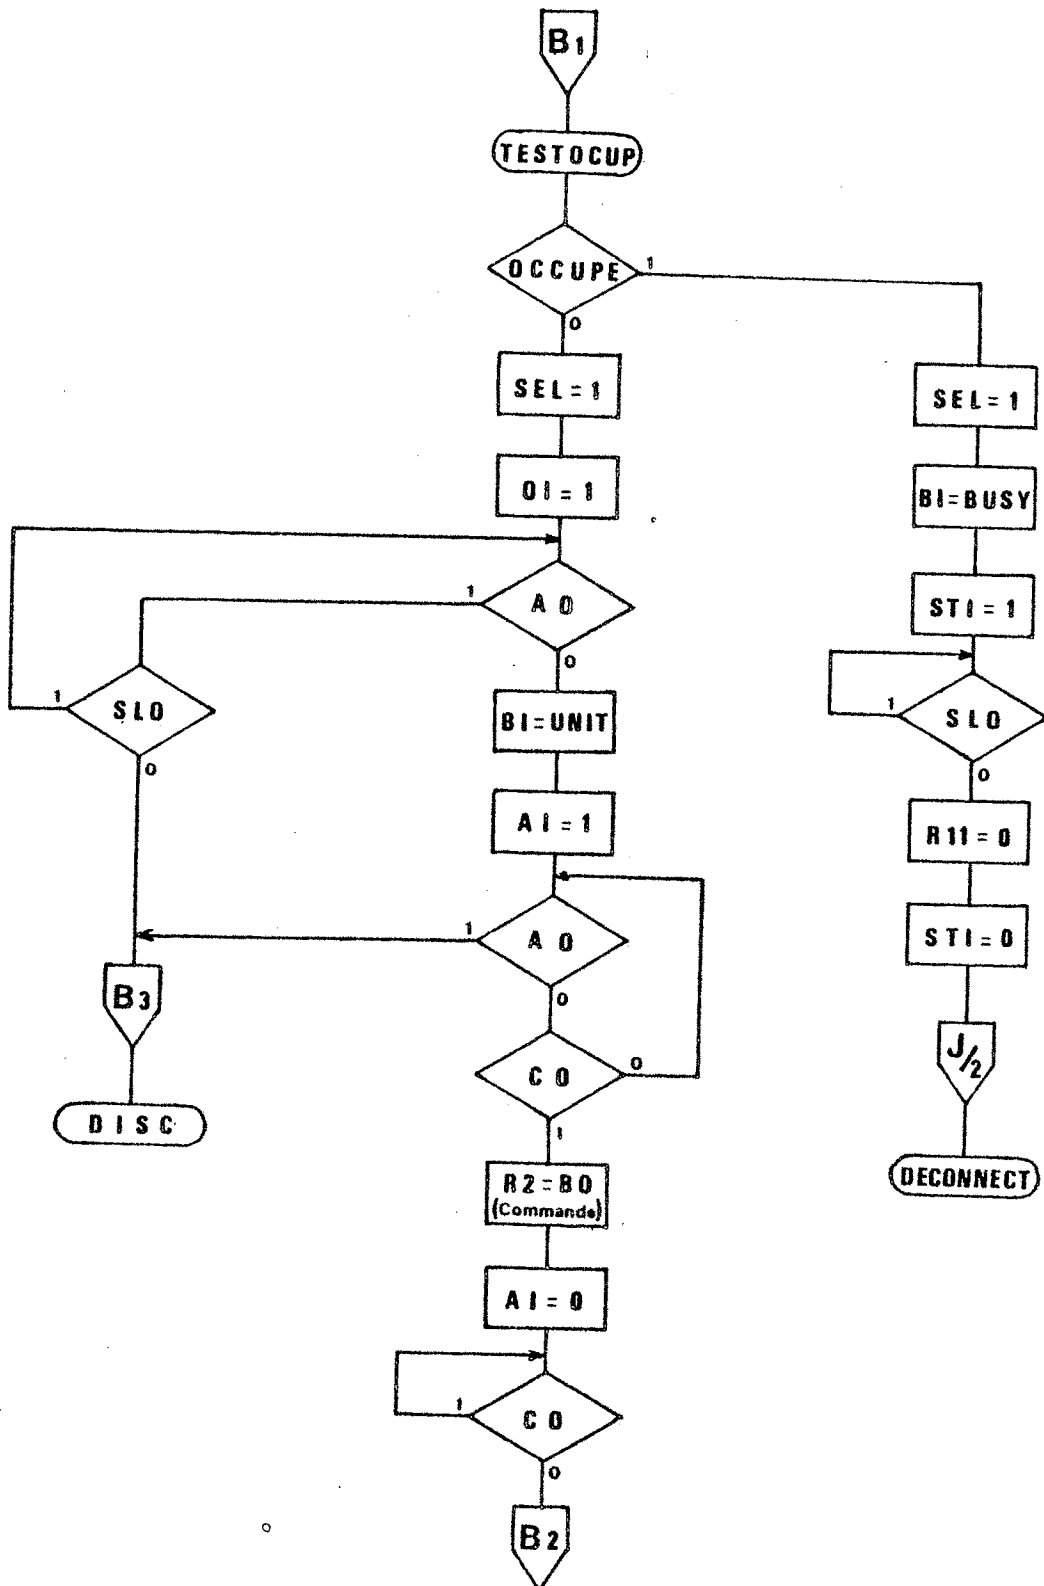 B1
TESTOCUP
OCCUPE
1
0
SEL=1
SEL=1
OI=1
BI=BUSY
STI=1
1
AO
0
1
SLO
0
BI=UNIT
1
SLO
0
AI=1
R11=0
1
AO
0
STI=0
B3
CO
0
1
J/2
DISC
R2=BO
(Commande)
DECONNECT
AI=0
1
CO
0
B2